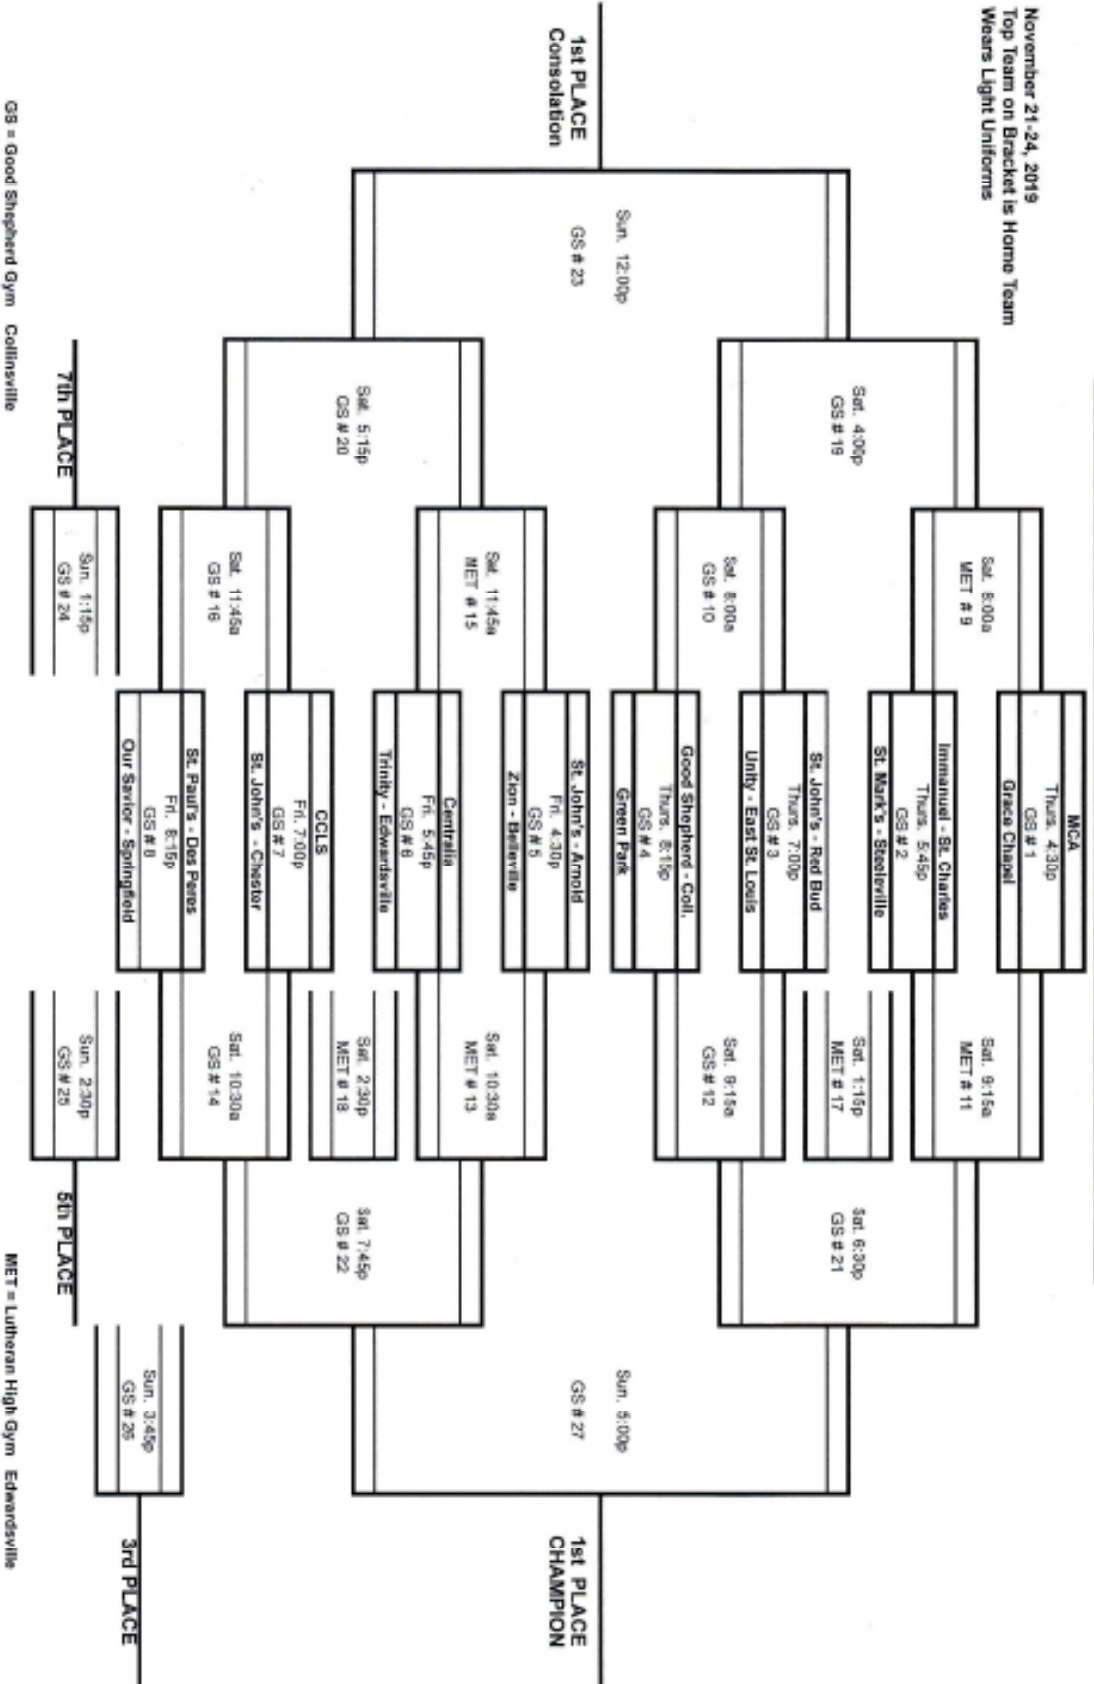 November 21-24, 2019
Top Team on Bracket is Home Team
Wears Light Uniforms
MCA
Thurs. 4:30p
GS # 1
Grace Chapel
Immanuel - St. Charles
Thurs. 5:45p
GS # 2
St. Mark's - Steeleville
St. John's - Red Bud
Thurs. 7:00p
GS # 3
Unity - East St. Louis
Good Shepherd - Coll.
Thurs. 8:15p
GS # 4
Green Park
St. John's - Arnold
Fri. 4:30p
GS # 5
Zion - Belleville
Centralia
Fri. 5:45p
GS # 6
Trinity - Edwardsville
CCLS
Fri. 7:00p
GS # 7
St. John's - Chester
St. Paul's - Des Peres
Fri. 8:15p
GS # 8
Our Savior - Springfield
Sat. 8:00a
MET # 9
Sat. 8:00a
GS # 10
Sat. 11:45a
MET # 15
Sat. 11:45a
GS # 16
Sun. 1:15p
GS # 24
7th PLACE
Sat. 4:00p
GS # 19
Sat. 5:15p
GS # 20
Sun. 12:00p
GS # 23
1st PLACE
Consolation
Sat. 9:15a
MET # 11
Sat. 1:15p
MET # 17
Sat. 9:15a
GS # 12
Sat. 10:30a
MET # 13
Sat. 2:30p
MET # 18
Sat. 10:30a
GS # 14
Sun. 2:30p
GS # 25
5th PLACE
Sat. 6:30p
GS # 21
Sat. 7:45p
GS # 22
Sun. 5:00p
GS # 27
1st PLACE
CHAMPION
Sun. 3:45p
GS # 26
3rd PLACE
GS = Good Shepherd Gym Collinsville
MET = Lutheran High Gym Edwardsville